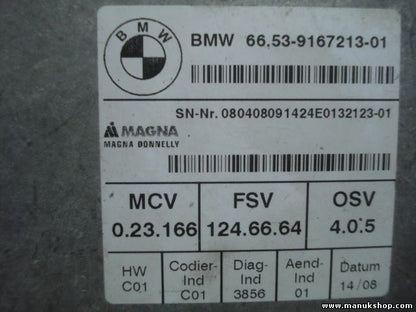 BMW
BMW 66.53-9167213-01
SN-Nr. 080408091424E0132123-01
MAGNA
MAGNA DONNELLY
MCV FSV OSV
0.23.166 124.66.64 4.0.5
HW Codier- Diag- Aend- Datum
Ind Ind Ind
C01 C01 3856 01 14/08
www.manukshop.com